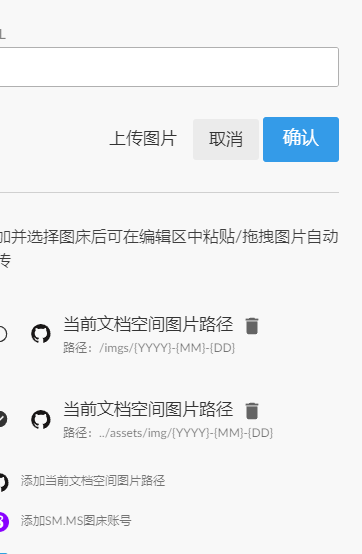 L
上传图片 取消 确认
加并选择图床后可在编辑区中粘贴/拖拽图片自动
传
当前文档空间图片路径
路径：/imgs/{YYYY}-{MM}-{DD}
当前文档空间图片路径
路径：../assets/img/{YYYY}-{MM}-{DD}
添加当前文档空间图片路径
添加SM.MS图床账号